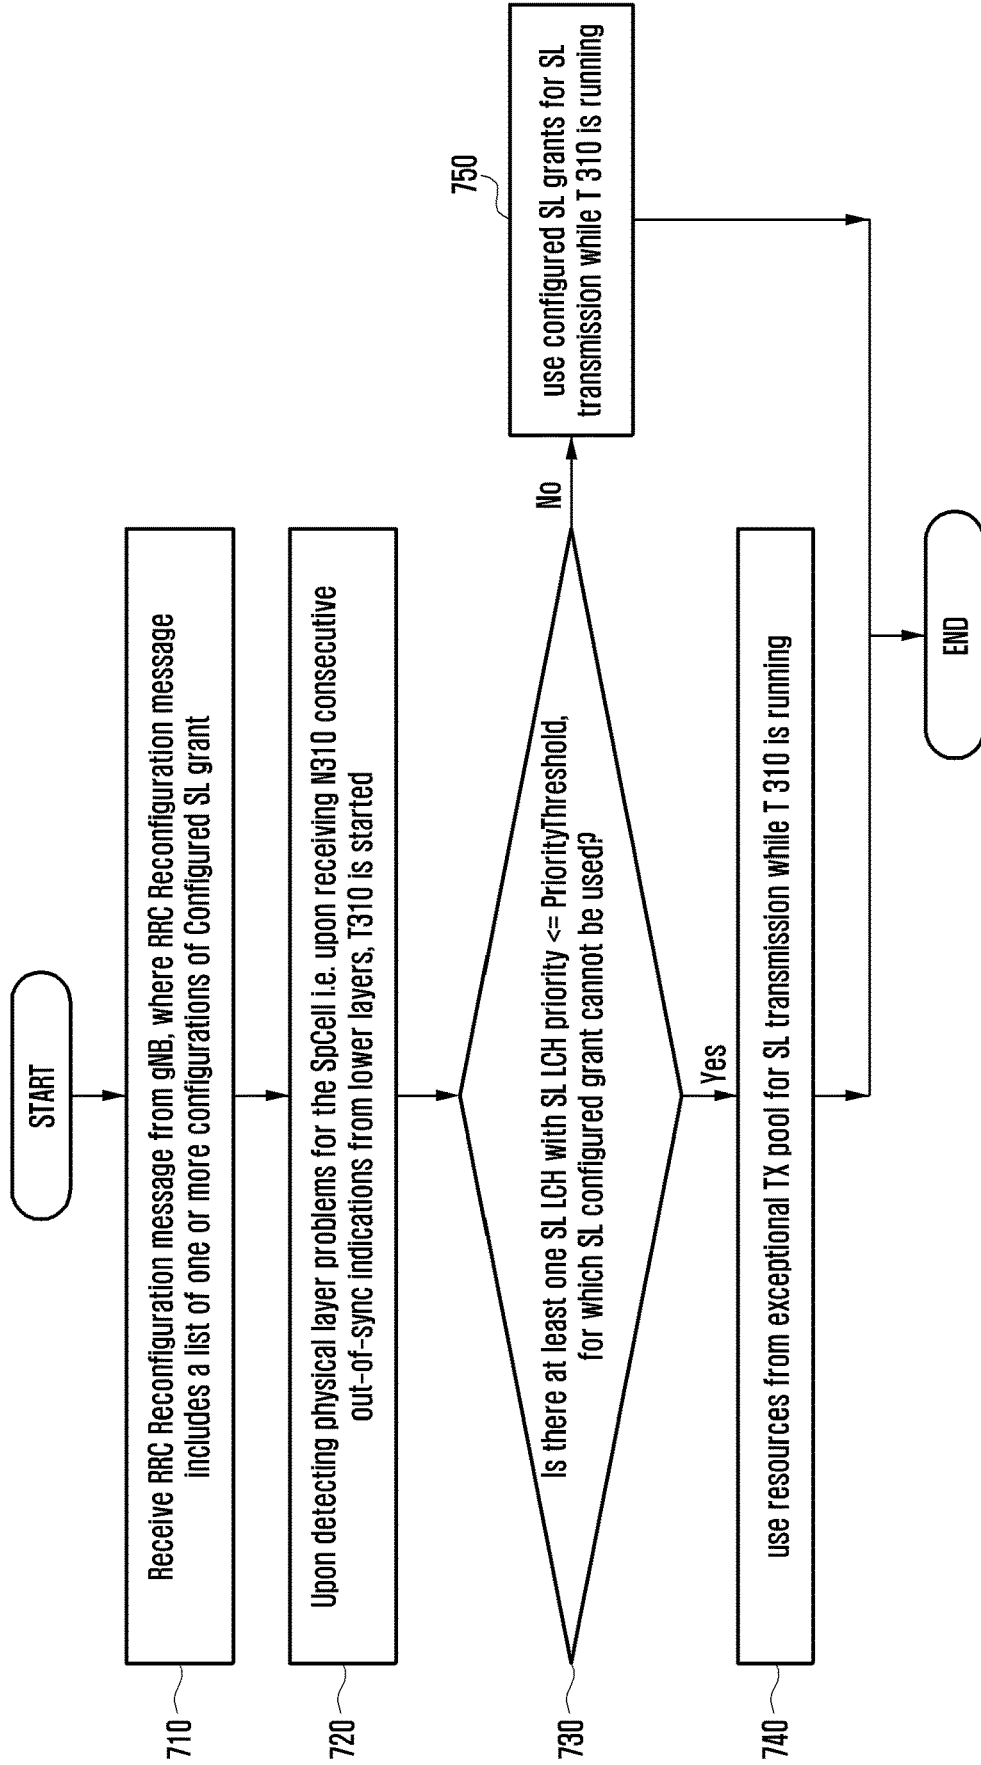 START
710
Receive RRC Reconfiguration message from gNB, where RRC Reconfiguration message
includes a list of one or more configurations of Configured SL grant
720
Upon detecting physical layer problems for the SpCell i.e. upon receiving N310 consecutive
out-of-sync indications from lower layers, T310 is started
730
Is there at least one SL LCH with SL LCH priority <= PriorityThreshold,
for which SL configured grant cannot be used?
No
750
use configured SL grants for SL
transmission while T 310 is running
Yes
740
use resources from exceptional TX pool for SL transmission while T 310 is running
END